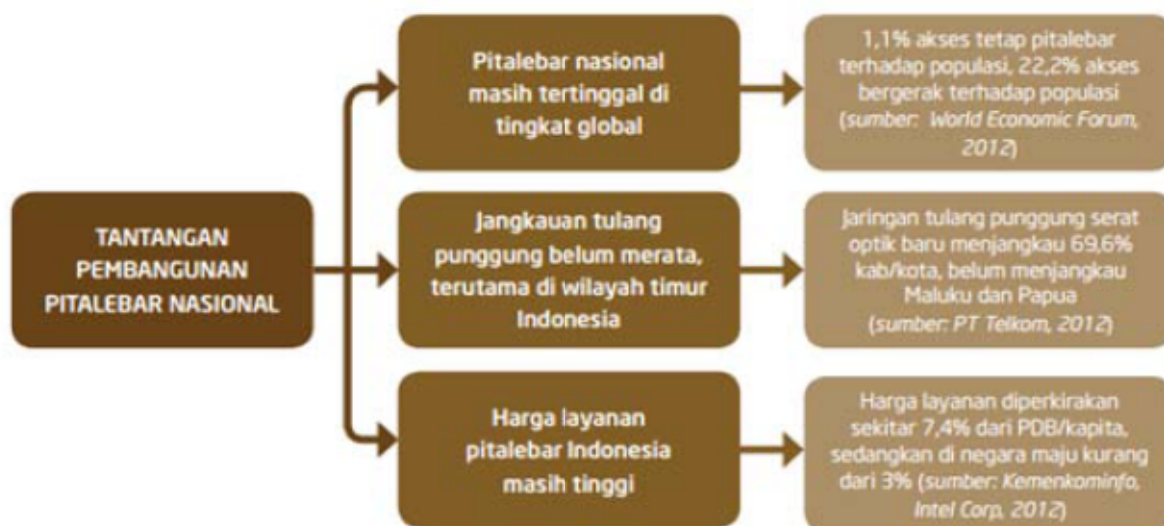 TANTANGAN
PEMBANGUNAN
PITALEBAR NASIONAL
Pitalebar nasional
masih tertinggal di
tingkat global
1,1% akses tetap pitalebar
terhadap populasi, 22,2% akses
bergerak terhadap populasi
(sumber: World Economic Forum,
2012)
Jangkauan tulang
punggung belum merata,
terutama di wilayah timur
Indonesia
Jaringan tulang punggung serat
optik baru menjangkau 69,6%
kab/kota, belum menjangkau
Maluku dan Papua
(sumber: PT Telkom, 2012)
Harga layanan
pitalebar Indonesia
masih tinggi
Harga layanan diperkirakan
sekitar 7,4% dari PDB/kapita,
sedangkan di negara maju kurang
dari 3% (sumber: Kemenkominfo,
Intel Corp, 2012)